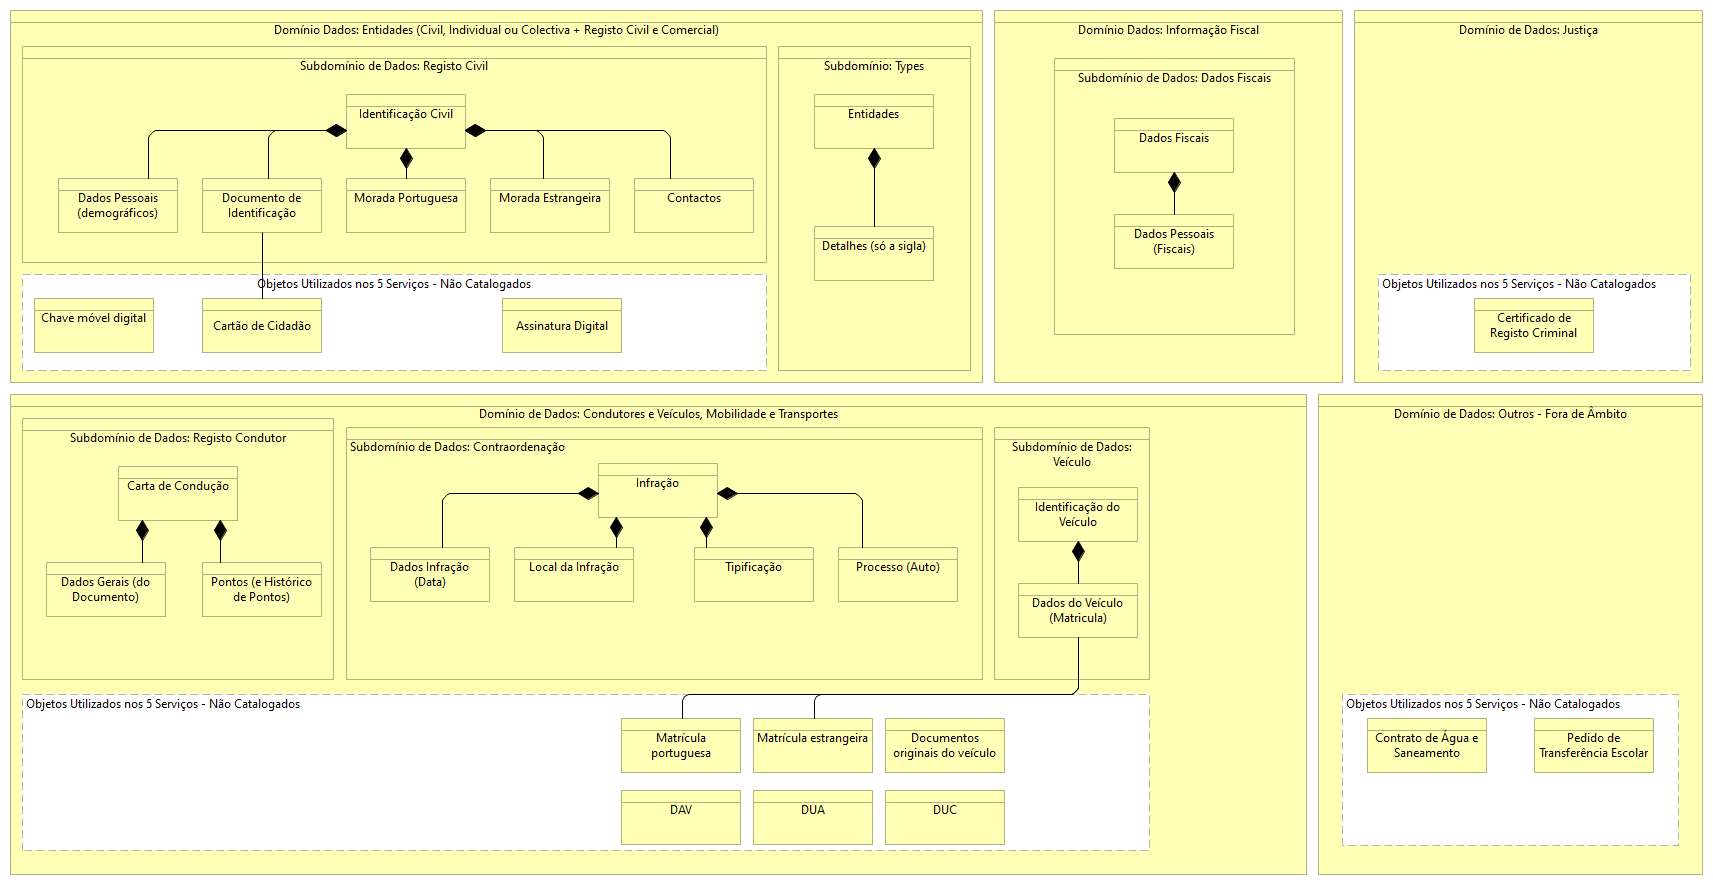 Domínio Dados: Entidades (Civil, Individual ou Colectiva + Registo Civil e Comercial)
Subdomínio de Dados: Registo Civil
Identificação Civil
Dados Pessoais
(demográficos)
Documento de
Identificação
Morada Portuguesa
Morada Estrangeira
Contactos
Objetos Utilizados nos 5 Serviços - Não Catalogados
Chave móvel digital
Cartão de Cidadão
Assinatura Digital
Subdomínio: Types
Entidades
Detalhes (só a sigla)
Domínio Dados: Informação Fiscal
Subdomínio de Dados: Dados Fiscais
Dados Fiscais
Dados Pessoais
(Fiscais)
Domínio de Dados: Justiça
Objetos Utilizados nos 5 Serviços - Não Catalogados
Certificado de
Registo Criminal
Domínio de Dados: Condutores e Veículos, Mobilidade e Transportes
Subdomínio de Dados: Registo Condutor
Carta de Condução
Dados Gerais (do
Documento)
Pontos (e Histórico
de Pontos)
Subdomínio de Dados: Contraordenação
Infração
Dados Infração
(Data)
Local da Infração
Tipificação
Processo (Auto)
Subdomínio de Dados:
Veículo
Identificação do
Veículo
Dados do Veículo
(Matricula)
Objetos Utilizados nos 5 Serviços - Não Catalogados
Matrícula
portuguesa
Matrícula estrangeira
Documentos
originais do veículo
DAV
DUA
DUC
Domínio de Dados: Outros - Fora de Âmbito
Objetos Utilizados nos 5 Serviços - Não Catalogados
Contrato de Água e
Saneamento
Pedido de
Transferência Escolar